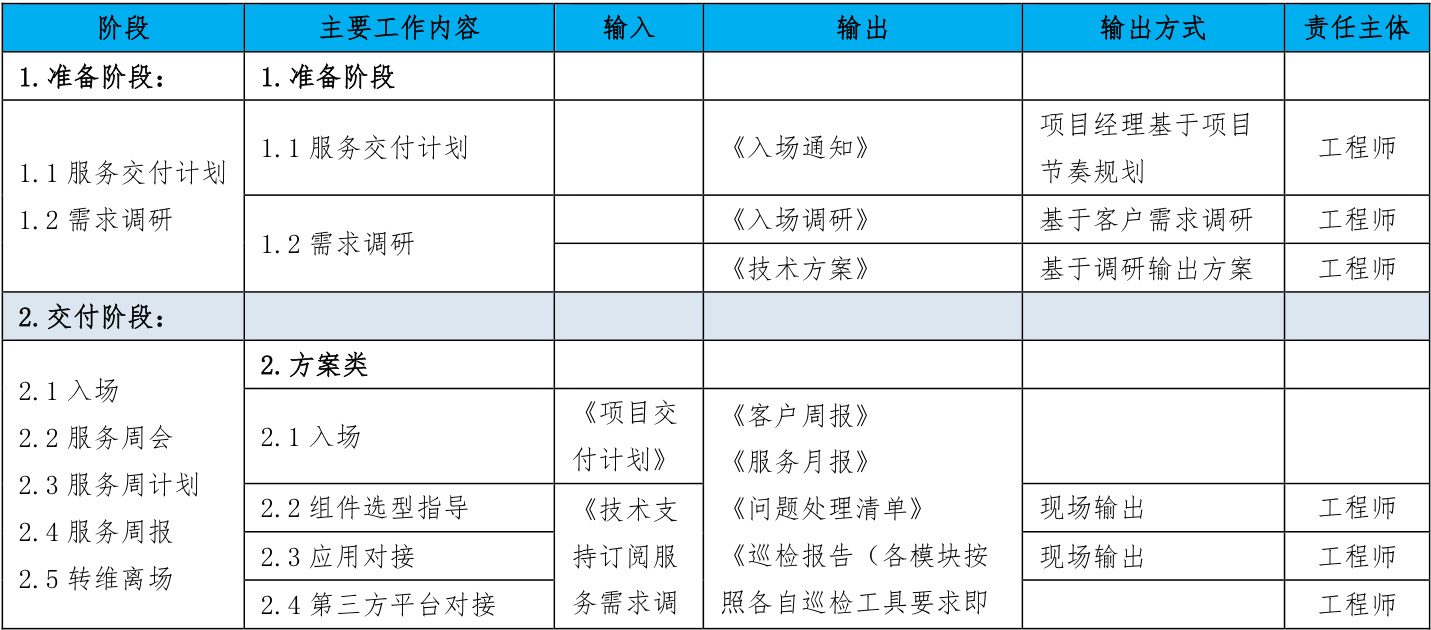 阶段 主要工作内容 输入 输出 输出方式 责任主体
1.准备阶段： 1.准备阶段
1.1 服务交付计划
1.2 需求调研
1.1 服务交付计划
《入场通知》
项目经理基于项目
节奏规划
工程师
1.2 需求调研
《入场调研》 基于客户需求调研 工程师
《技术方案》 基于调研输出方案 工程师
2.交付阶段：
2.1 入场
2.2 服务周会
2.3 服务周计划
2.4 服务周报
2.5 转维离场
2.方案类
2.1 入场
《项目交
付计划》
《客户周报》
《服务月报》
《问题处理清单》
《巡检报告（各模块按
照各自巡检工具要求即
2.2 组件选型指导
《技术支
持订阅服
务需求调
现场输出 工程师
2.3 应用对接
现场输出 工程师
2.4 第三方平台对接
工程师